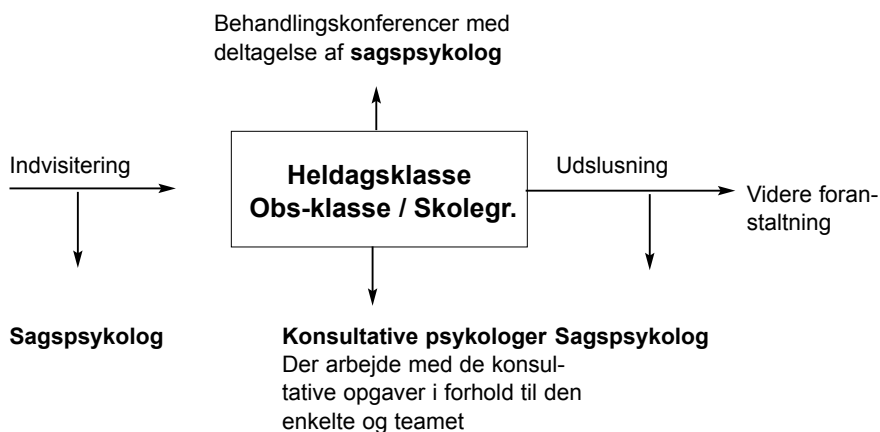 Behandlingskonferencer med
deltagelse af sagspsykolog
Indvisitering
Heldagsklasse
Obs-klasse / Skolegr.
Udslusning
Videre foran-
staltning
Sagspsykolog
Konsultative psykologer Sagspsykolog
Der arbejde med de konsul-
tative opgaver i forhold til den
enkelte og teamet